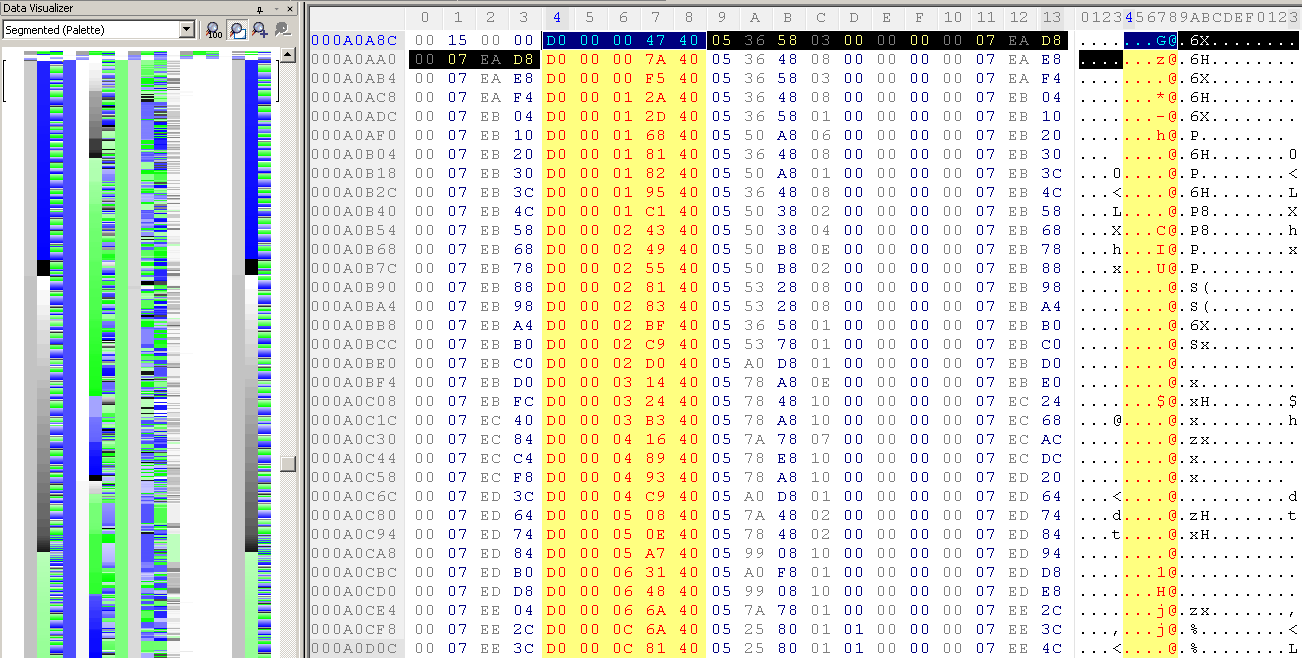 Data Visualizer
Segmented (Palette)
0 1 2 3 4 5 6 7 8 9 A B C D E F 10 11 12 13 0123456789ABCDEF0123
000A0A8C 00 15 00 00 D0 00 00 47 40 05 36 58 03 00 00 00 00 07 EA D8 .......G@.6X........
000A0AA0 00 07 EA D8 D0 00 00 7A 40 05 36 48 08 00 00 00 00 07 EA E8 .......z@.6H........
000A0AB4 00 07 EA E8 D0 00 00 F5 40 05 36 58 03 00 00 00 00 07 EA F4 ........@.6X........
000A0AC8 00 07 EA F4 D0 00 01 2A 40 05 36 48 08 00 00 00 00 07 EB 04 .......*@.6H........
000A0ADC 00 07 EB 04 D0 00 01 2D 40 05 36 58 01 00 00 00 00 07 EB 10 .......-@.6X........
000A0AF0 00 07 EB 10 D0 00 01 68 40 05 50 A8 06 00 00 00 00 07 EB 20 .......h@.P........
000A0B04 00 07 EB 20 D0 00 01 81 40 05 36 48 08 00 00 00 00 07 EB 30 ... ....@.6H.......0
000A0B18 00 07 EB 30 D0 00 01 82 40 05 50 A8 01 00 00 00 00 07 EB 3C ...0....@.P........<
000A0B2C 00 07 EB 3C D0 00 01 95 40 05 36 48 08 00 00 00 00 07 EB 4C ...<....@.6H.......L
000A0B40 00 07 EB 4C D0 00 01 C1 40 05 50 38 02 00 00 00 00 07 EB 58 ...L....@.P8.......X
000A0B54 00 07 EB 58 D0 00 02 43 40 05 50 38 04 00 00 00 00 07 EB 68 ...X...C@.P8.......h
000A0B68 00 07 EB 68 D0 00 02 49 40 05 50 B8 0E 00 00 00 00 07 EB 78 ...h...I@.P........x
000A0B7C 00 07 EB 78 D0 00 02 55 40 05 50 B8 02 00 00 00 00 07 EB 88 ...x...U@.P.........
000A0B90 00 07 EB 88 D0 00 02 81 40 05 53 28 08 00 00 00 00 07 EB 98 ........@.S(........
000A0BA4 00 07 EB 98 D0 00 02 83 40 05 53 28 08 00 00 00 00 07 EB A4 ........@.S(........
000A0BB8 00 07 EB A4 D0 00 02 BF 40 05 36 58 01 00 00 00 00 07 EB B0 ........@.6X........
000A0BCC 00 07 EB B0 D0 00 02 C9 40 05 53 78 01 00 00 00 00 07 EB C0 ........@.Sx........
000A0BE0 00 07 EB C0 D0 00 02 D0 40 05 A0 D8 01 00 00 00 00 07 EB D0 ........@...........
000A0BF4 00 07 EB D0 D0 00 03 14 40 05 78 A8 0E 00 00 00 00 07 EB E0 ........@.x.........
000A0C08 00 07 EB FC D0 00 03 24 40 05 78 48 10 00 00 00 00 07 EC 24 .......$@.xH.......$
000A0C1C 00 07 EC 40 D0 00 03 B3 40 05 78 A8 10 00 00 00 00 07 EC 68 ...@....@.x........h
000A0C30 00 07 EC 84 D0 00 04 16 40 05 7A 78 07 00 00 00 00 07 EC AC ........@.zx........
000A0C44 00 07 EC C4 D0 00 04 89 40 05 78 E8 10 00 00 00 00 07 EC DC ........@.x.........
000A0C58 00 07 EC F8 D0 00 04 93 40 05 78 A8 10 00 00 00 00 07 ED 20 ........@.x........
000A0C6C 00 07 ED 3C D0 00 04 C9 40 05 A0 D8 01 00 00 00 00 07 ED 64 ...<....@..........d
000A0C80 00 07 ED 64 D0 00 05 08 40 05 7A 48 02 00 00 00 00 07 ED 74 ...d....@.zH.......t
000A0C94 00 07 ED 74 D0 00 05 0E 40 05 78 48 02 00 00 00 00 07 ED 84 ...t....@.xH........
000A0CA8 00 07 ED 84 D0 00 05 A7 40 05 99 08 10 00 00 00 00 07 ED 94 ........@...........
000A0CBC 00 07 ED B0 D0 00 06 31 40 05 A0 F8 01 00 00 00 00 07 ED D8 .......1@...........
000A0CD0 00 07 ED D8 D0 00 06 48 40 05 99 08 10 00 00 00 00 07 ED E8 .......H@...........
000A0CE4 00 07 EE 04 D0 00 06 6A 40 05 7A 78 01 00 00 00 00 07 EE 2C .......j@.zx.......,
000A0CF8 00 07 EE 2C D0 00 0C 6A 40 05 25 80 01 00 00 00 00 07 EE 3C ...,...j@.%........<
000A0D0C 00 07 EE 3C D0 00 0C 81 40 05 25 80 01 01 00 00 00 07 EE 4C ...<....@.%........L